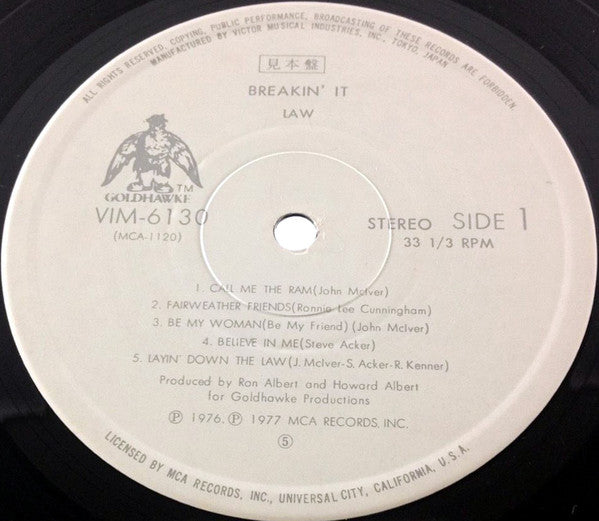 ALL RIGHTS RESERVED. COPYING, PUBLIC PERFORMANCE, BROADCASTING OF THESE RECORDS ARE FORBIDDEN.
MANUFACTURED BY VICTOR MUSICAL INDUSTRIES, INC., TOKYO, JAPAN
見本盤
BREAKIN' IT
LAW
TM
GOLDHAWKE
VIM-6130
(MCA-1120)
STEREO SIDE 1
33 1/3 RPM
1. CALL ME THE RAM(John McIver)
2. FAIRWEATHER FRIENDS(Ronnie Lee Cunningham)
3. BE MY WOMAN(Be My Friend)(John McIver)
4. BELIEVE IN ME(Steve Acker)
5. LAYIN' DOWN THE LAW(J. McIver-S. Acker-R. Kenner)
Produced by Ron Albert and Howard Albert
for Goldhawke Productions
Ⓟ 1976, Ⓟ 1977 MCA RECORDS, INC.
⑤
LICENSED BY MCA RECORDS, INC., UNIVERSAL CITY, CALIFORNIA, U.S.A.